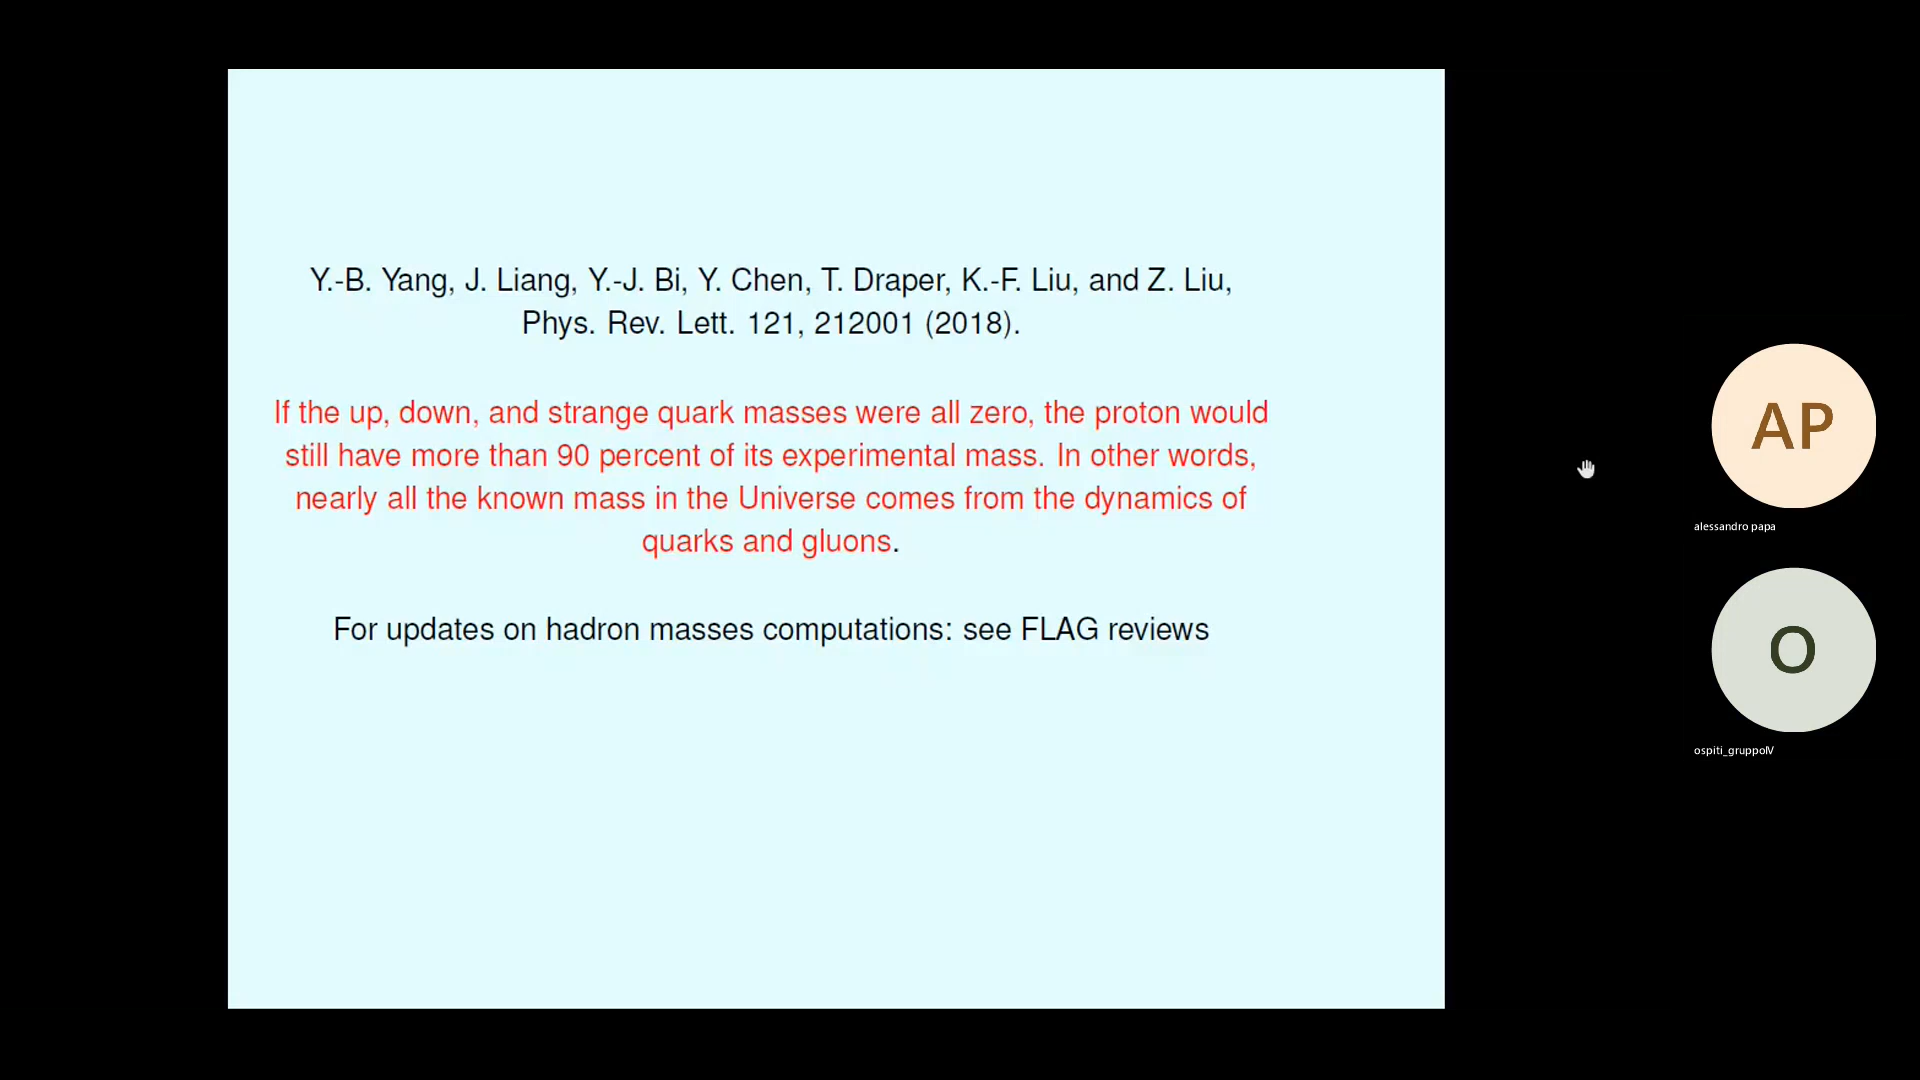 Y.-B. Yang, J. Liang, Y.-J. Bi, Y. Chen, T. Draper, K.-F. Liu, and Z. Liu,
Phys. Rev. Lett. 121, 212001 (2018).
If the up, down, and strange quark masses were all zero, the proton would
still have more than 90 percent of its experimental mass. In other words,
nearly all the known mass in the Universe comes from the dynamics of
quarks and gluons.
For updates on hadron masses computations: see FLAG reviews
AP
alessandro papa
O
ospiti_gruppoIV